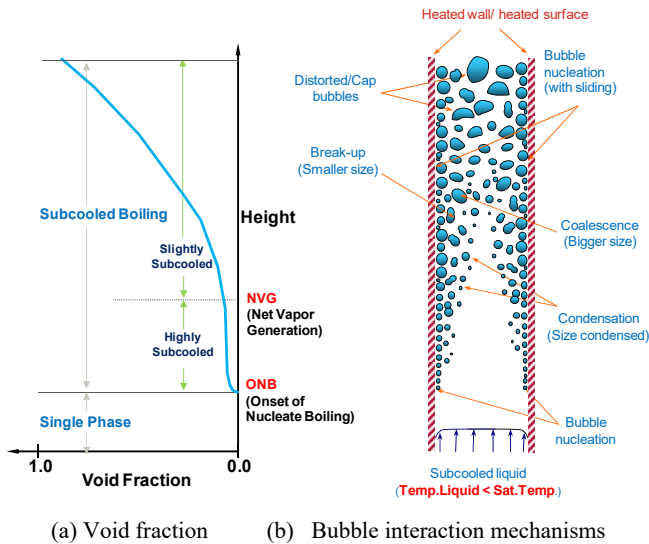 Heated wall/ heated surface
Distorted/Cap
bubbles
Bubble
nucleation
(with sliding)
Break-up
(Smaller size)
Subcooled Boiling
Height
Coalescence
(Bigger size)
Slightly
Subcooled
NVG
(Net Vapor
Generation)
Condensation
(Size condensed)
Highly
Subcooled
ONB
(Onset of
Nucleate Boiling)
Single Phase
Bubble
nucleation
1.0
0.0
Void Fraction
Subcooled liquid
(Temp.Liquid < Sat.Temp.)
(a) Void fraction
(b) Bubble interaction mechanisms